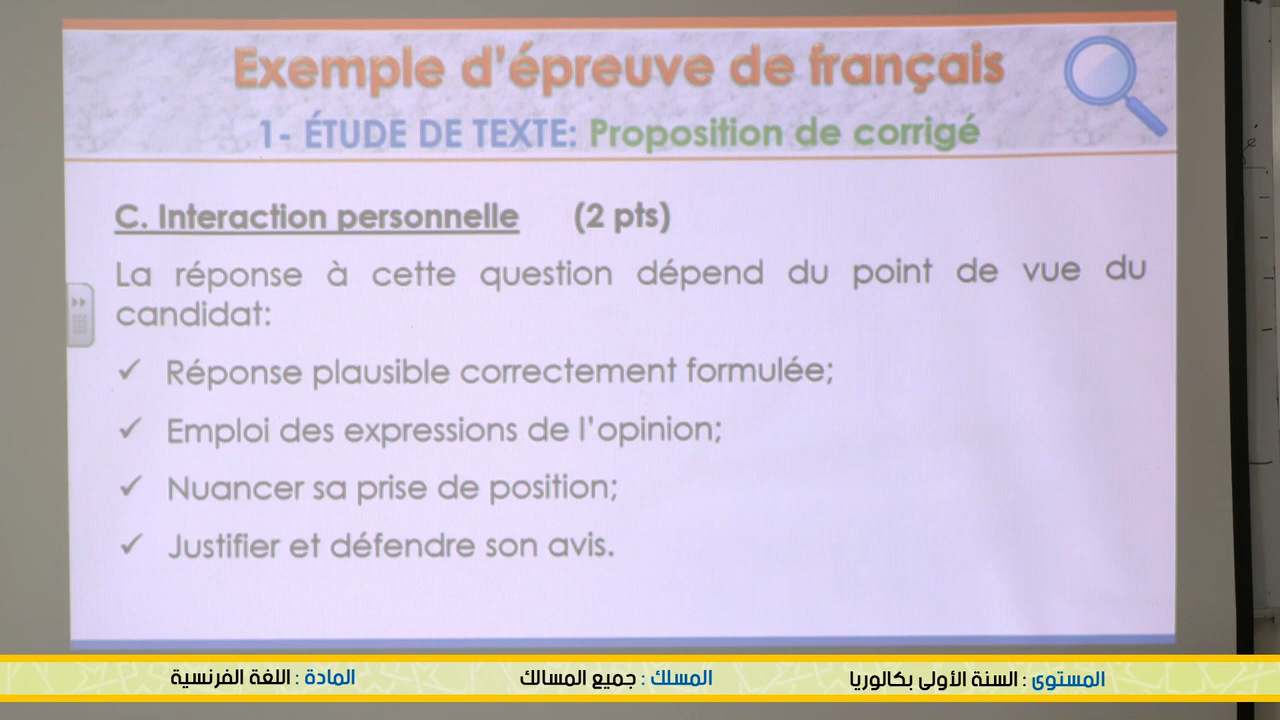 Exemple d'épreuve de français
1- ÉTUDE DE TEXTE: Proposition de corrigé
C. Interaction personnelle (2 pts)
La réponse à cette question dépend du point de vue du
candidat:
✓ Réponse plausible correctement formulée;
✓ Emploi des expressions de l'opinion;
✓ Nuancer sa prise de position;
✓ Justifier et défendre son avis.
المستوى : السنة الأولى بكالوريا المسلك : جميع المسالك المادة : اللغة الفرنسية